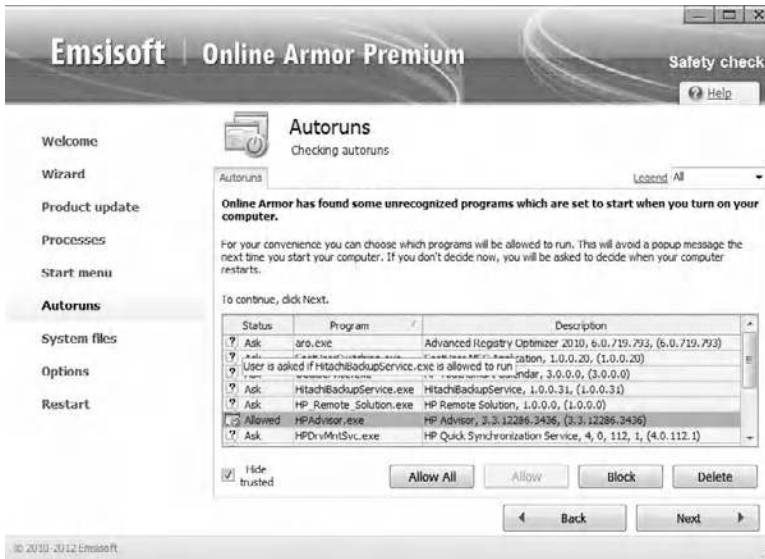 Emsisoft | Online Armor Premium
Safety check
Help
Welcome
Wizard
Product update
Processes
Start menu
Autoruns
System files
Options
Restart
Autoruns
Checking autoruns
Autoruns
Legend All
Online Armor has found some unrecognized programs which are set to start when you turn on your
computer.
For your convenience you can choose which programs will be allowed to run. This will avoid a popup message the
next time you start your computer. If you don't decide now, you will be asked to decide when your computer
restarts.
To continue, click Next.
Status Program Description
? Ask aro.exe Advanced Registry Optimizer 2010, 6.0.719.793, (6.0.719.793)
1.0.0.20, (1.0.0.20)
User is asked if HitachiBackupService.exe is allowed to run
3.0.0.0, (3.0.0.0)
? Ask HitachiBackupService.exe HitachiBackupService, 1.0.0.31, (1.0.0.31)
? Ask HP_Remote_Solution.exe HP Remote Solution, 1.0.0.0, (1.0.0.0)
Allowed HPAdvisor.exe HP Advisor, 3.3.12286.3436, (3.3.12286.3436)
? Ask HPDrvMntSvc.exe HP Quick Synchronization Service, 4, 0, 112, 1, (4.0.112.1)
Hide
trusted
Allow All Allow Block Delete
Back Next
© 2010-2012 Emsisoft